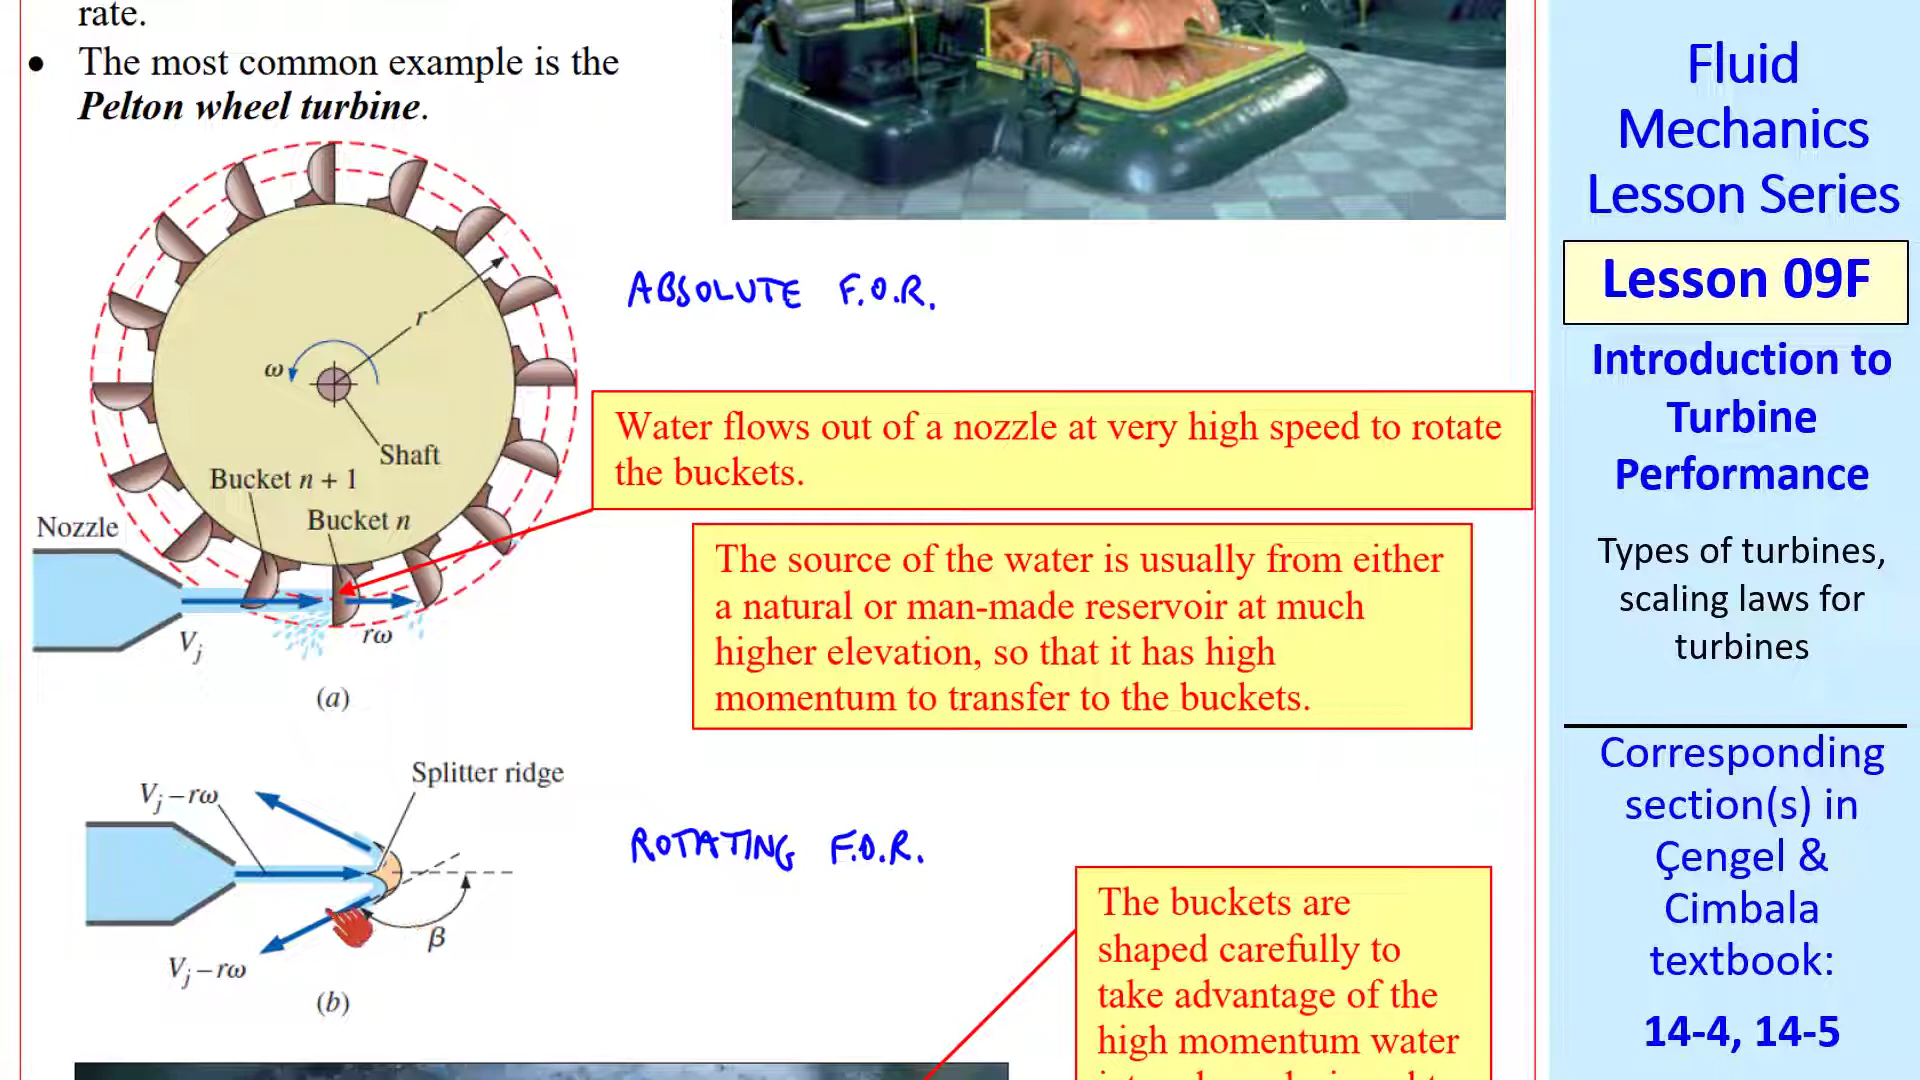 rate.
• The most common example is the
Pelton wheel turbine.
ω
r
Shaft
Bucket n + 1
Bucket n
Nozzle
Vj
rω
(a)
ABSOLUTE F.O.R.
Water flows out of a nozzle at very high speed to rotate
the buckets.
The source of the water is usually from either
a natural or man-made reservoir at much
higher elevation, so that it has high
momentum to transfer to the buckets.
Splitter ridge
Vj – rω
β
Vj – rω
(b)
ROTATING F.O.R.
The buckets are
shaped carefully to
take advantage of the
high momentum water
Fluid
Mechanics
Lesson Series
Lesson 09F
Introduction to
Turbine
Performance
Types of turbines,
scaling laws for
turbines
Corresponding
section(s) in
Çengel &
Cimbala
textbook:
14-4, 14-5